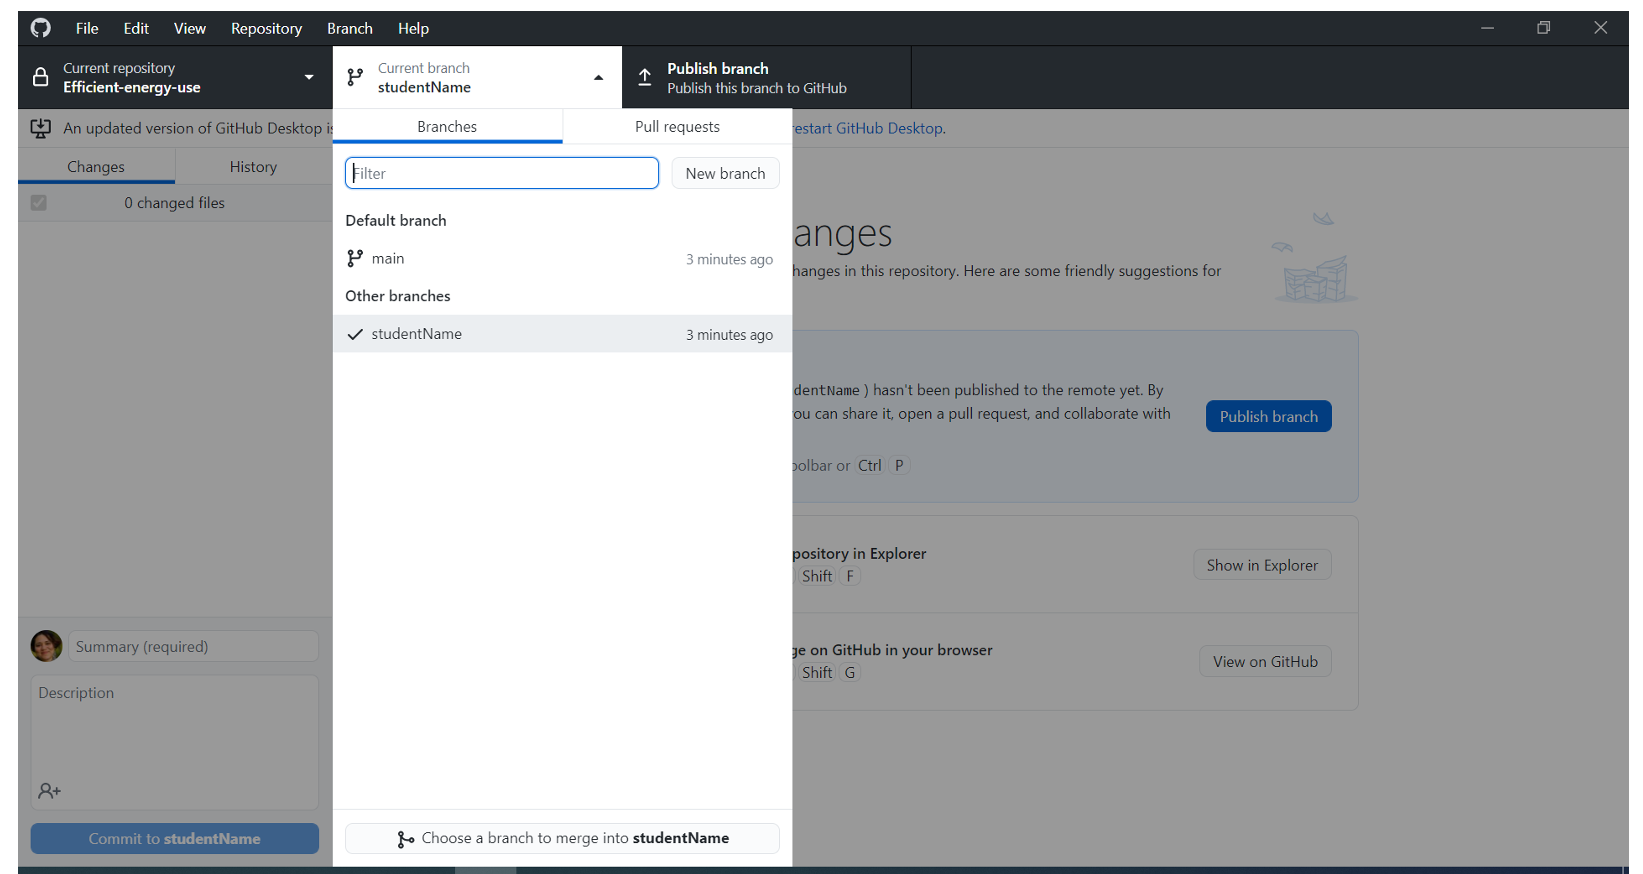 File Edit View Repository Branch Help
Current repository
Efficient-energy-use
Current branch
studentName
Publish branch
Publish this branch to GitHub
An updated version of GitHub Desktop is
restart GitHub Desktop.
Branches Pull requests
Changes History
Filter New branch
0 changed files
Default branch
main 3 minutes ago
Other branches
studentName 3 minutes ago
anges
hanges in this repository. Here are some friendly suggestions for
dentName ) hasn't been published to the remote yet. By
you can share it, open a pull request, and collaborate with
Publish branch
oolbar or Ctrl P
pository in Explorer
Shift F
Show in Explorer
ge on GitHub in your browser
Shift G
View on GitHub
Summary (required)
Description
Commit to studentName
Choose a branch to merge into studentName